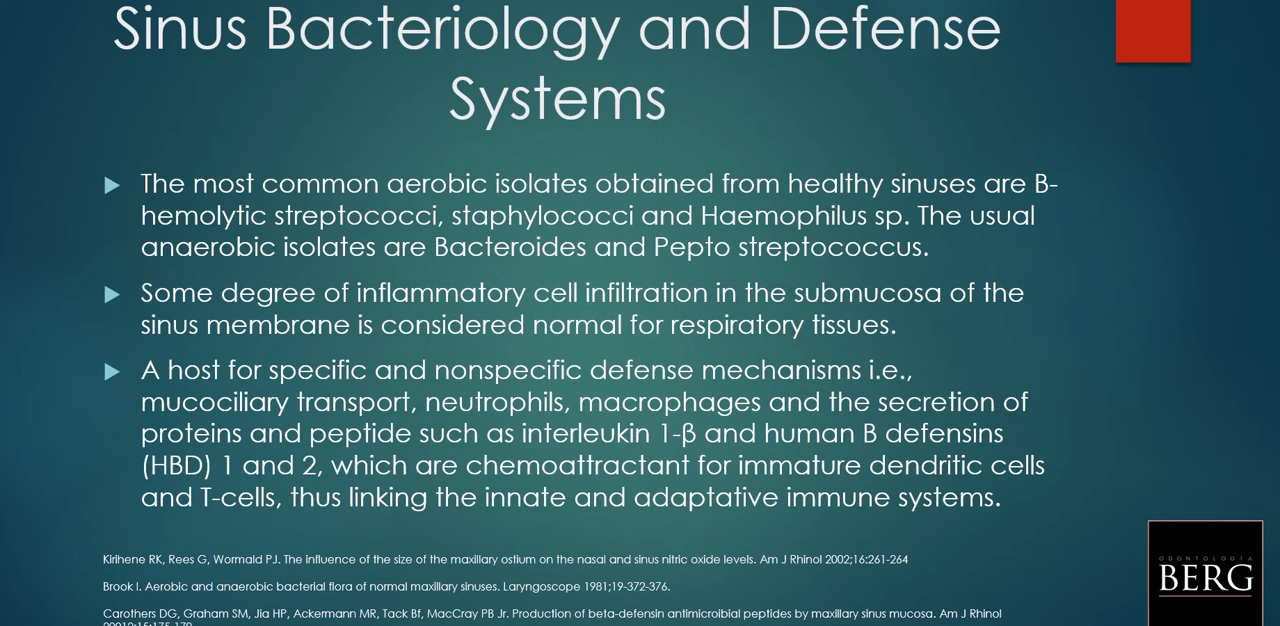 Sinus Bacteriology and Defense
Systems
The most common aerobic isolates obtained from healthy sinuses are B-
hemolytic streptococci, staphylococci and Haemophilus sp. The usual
anaerobic isolates are Bacteroides and Pepto streptococcus.
Some degree of inflammatory cell infiltration in the submucosa of the
sinus membrane is considered normal for respiratory tissues.
A host for specific and nonspecific defense mechanisms i.e.,
mucociliary transport, neutrophils, macrophages and the secretion of
proteins and peptide such as interleukin 1-β and human B defensins
(HBD) 1 and 2, which are chemoattractant for immature dendritic cells
and T-cells, thus linking the innate and adaptative immune systems.
Kirihene RK, Rees G, Wormald PJ. The influence of the size of the maxillary ostium on the nasal and sinus nitric oxide levels. Am J Rhinol 2002;16:261-264
Brook I. Aerobic and anaerobic bacterial flora of normal maxillary sinuses. Laryngoscope 1981;19-372-376.
Carothers DG, Graham SM, Jia HP, Ackermann MR, Tack Bf, MacCray PB Jr. Production of beta-defensin antimicroibial peptides by maxillary sinus mucosa. Am J Rhinol
ODONTOLOGIA
BERG